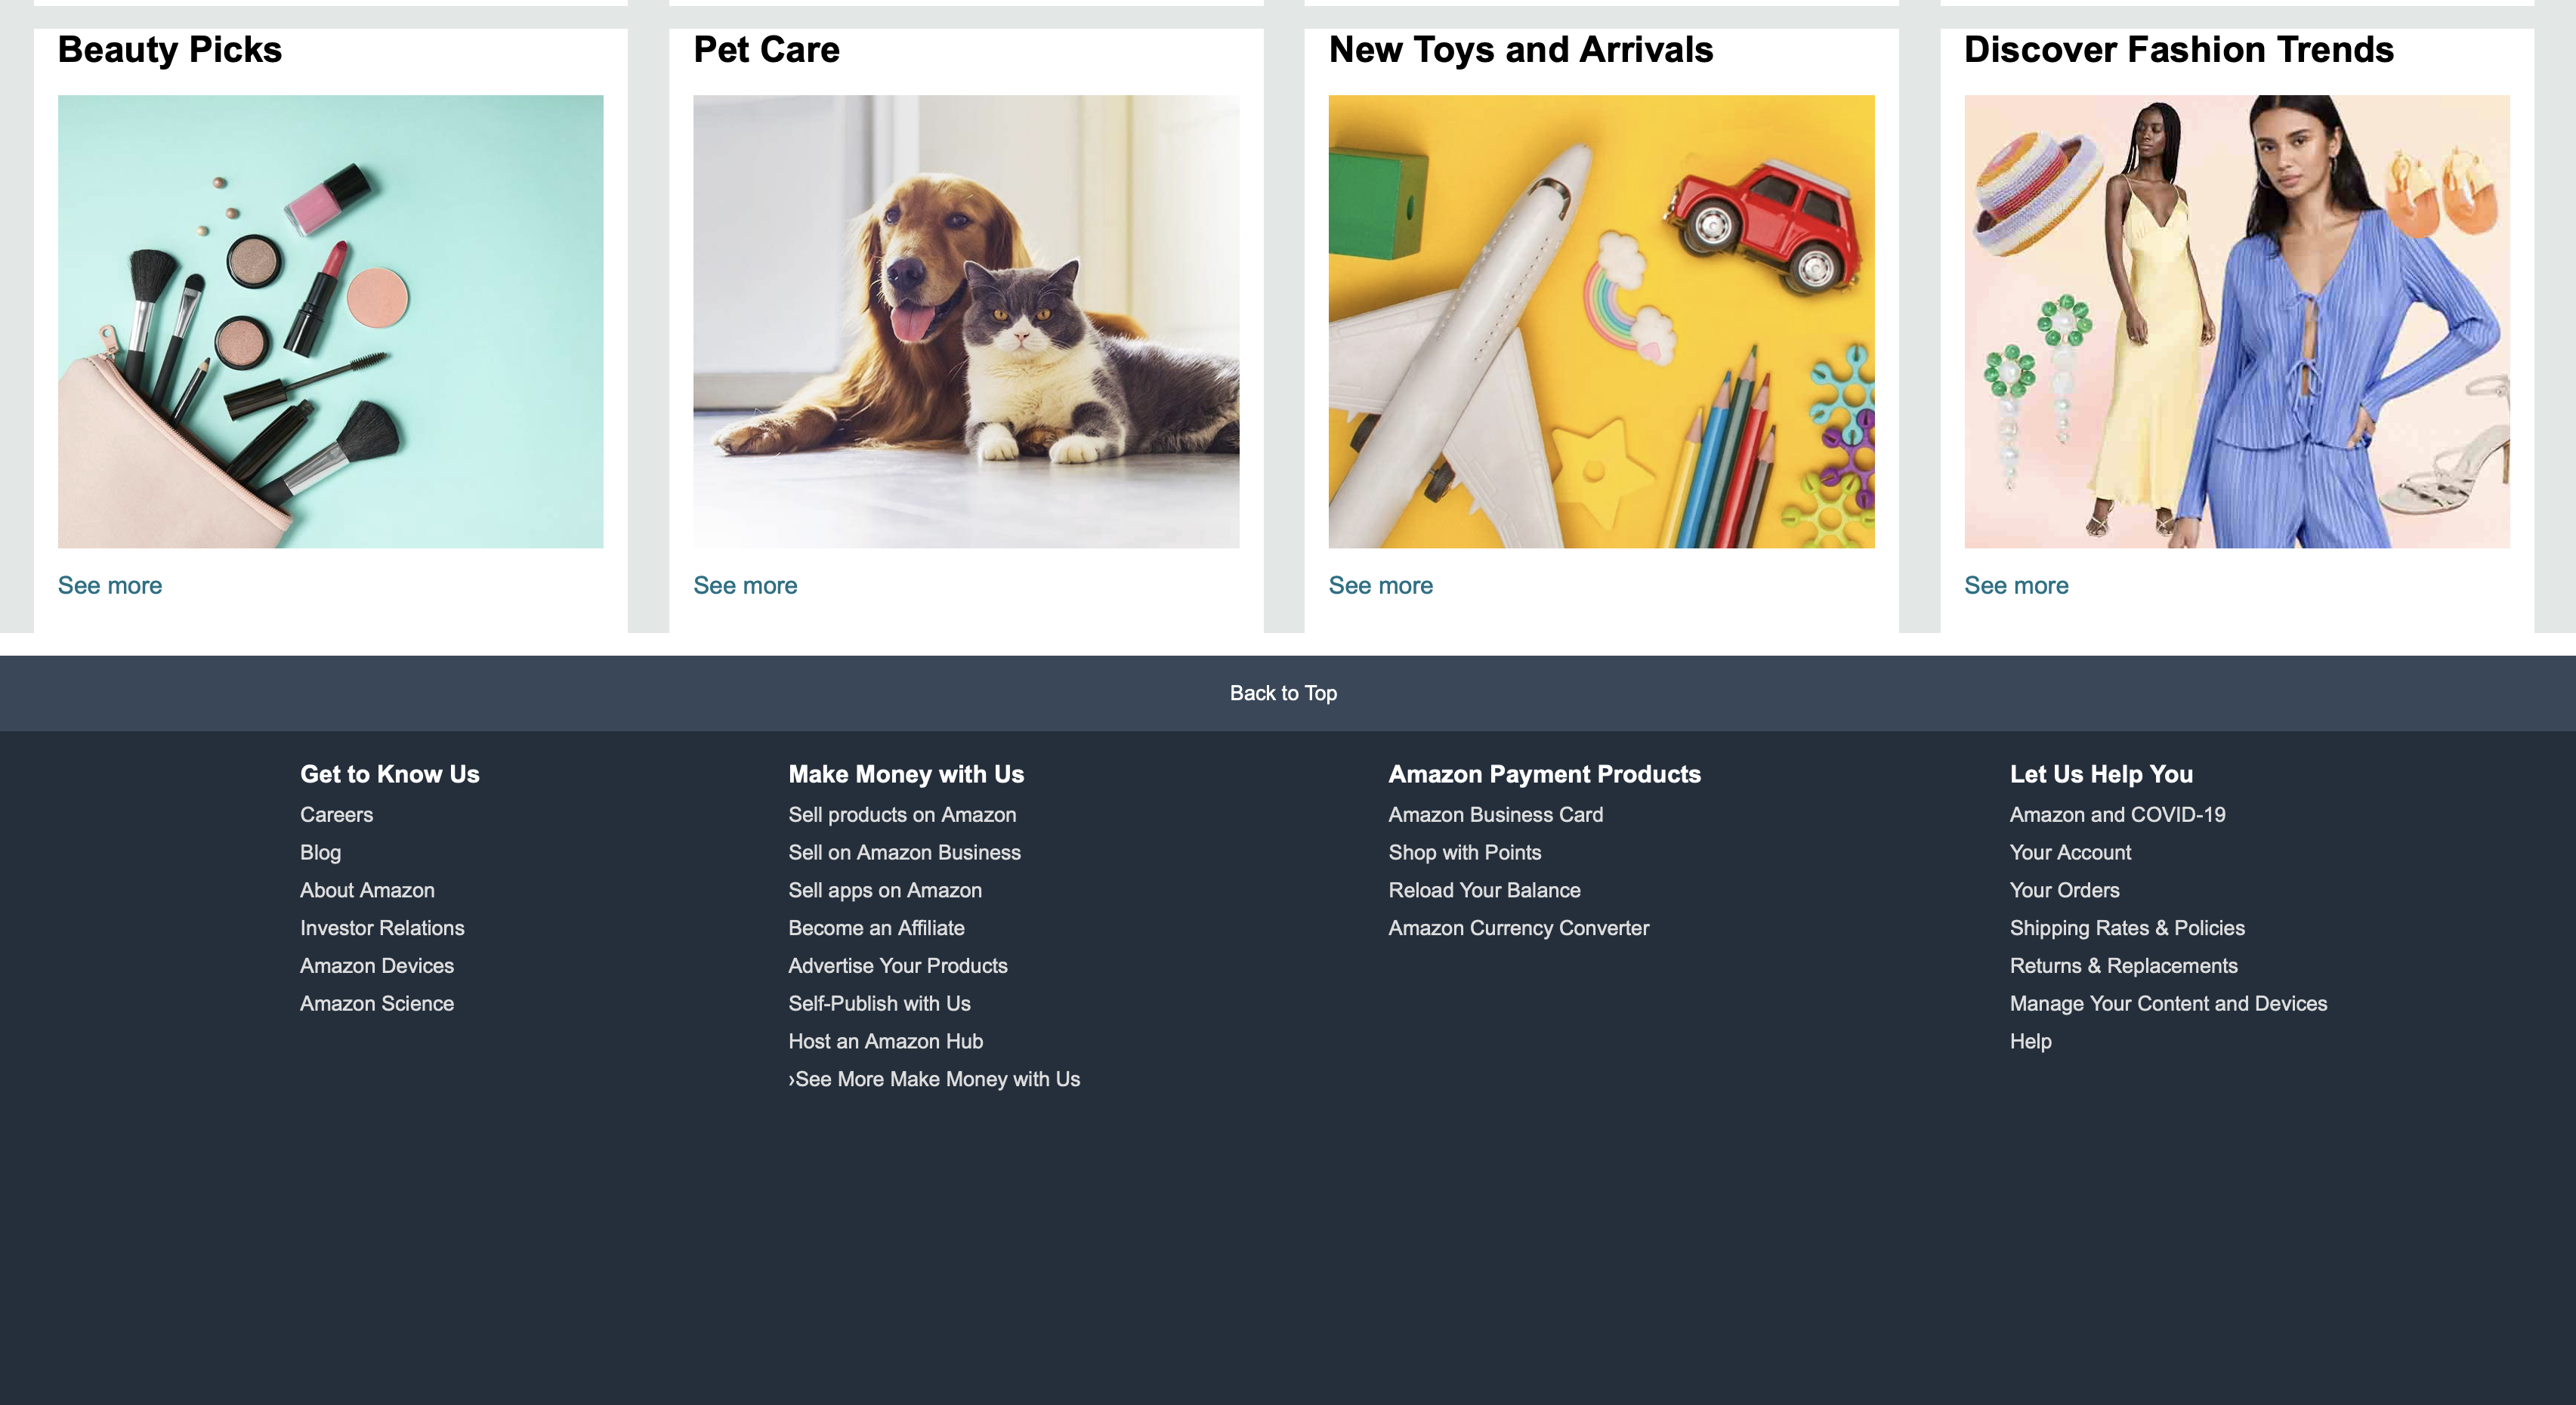 Beauty Picks
See more
Pet Care
See more
New Toys and Arrivals
See more
Discover Fashion Trends
See more
Back to Top
Get to Know Us
Careers
Blog
About Amazon
Investor Relations
Amazon Devices
Amazon Science
Make Money with Us
Sell products on Amazon
Sell on Amazon Business
Sell apps on Amazon
Become an Affiliate
Advertise Your Products
Self-Publish with Us
Host an Amazon Hub
›See More Make Money with Us
Amazon Payment Products
Amazon Business Card
Shop with Points
Reload Your Balance
Amazon Currency Converter
Let Us Help You
Amazon and COVID-19
Your Account
Your Orders
Shipping Rates & Policies
Returns & Replacements
Manage Your Content and Devices
Help